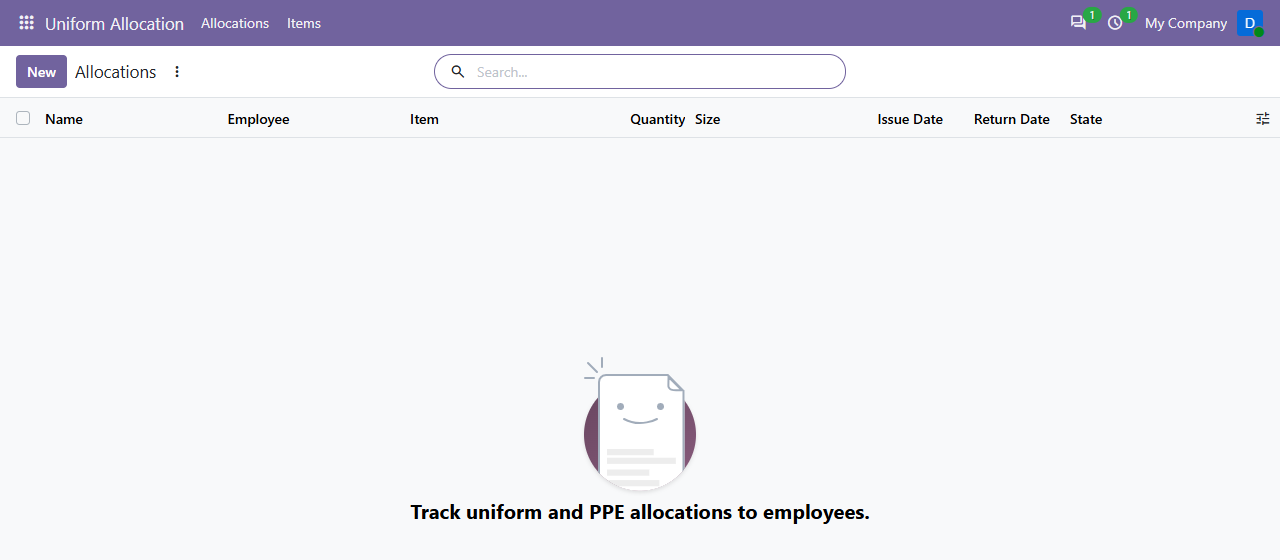 Uniform Allocation Allocations Items 1 1 My Company D
New Allocations Search...
Name Employee Item Quantity Size Issue Date Return Date State
Track uniform and PPE allocations to employees.